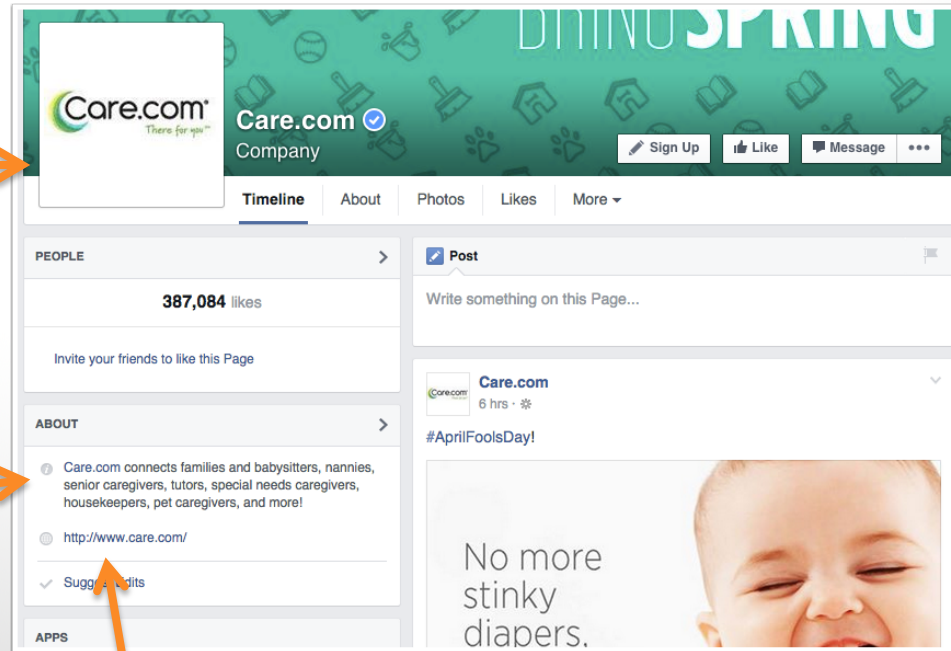 BRING SPRING
Care.com
There for you™
Care.com
Company
Sign Up
Like
Message
Timeline
About
Photos
Likes
More
PEOPLE
387,084 likes
Invite your friends to like this Page
ABOUT
Care.com connects families and babysitters, nannies,
senior caregivers, tutors, special needs caregivers,
housekeepers, pet caregivers, and more!
http://www.care.com/
APPS
Post
Write something on this Page...
Care.com
Care.com
6 hrs ·
#AprilFoolsDay!
No more
stinky
diapers,